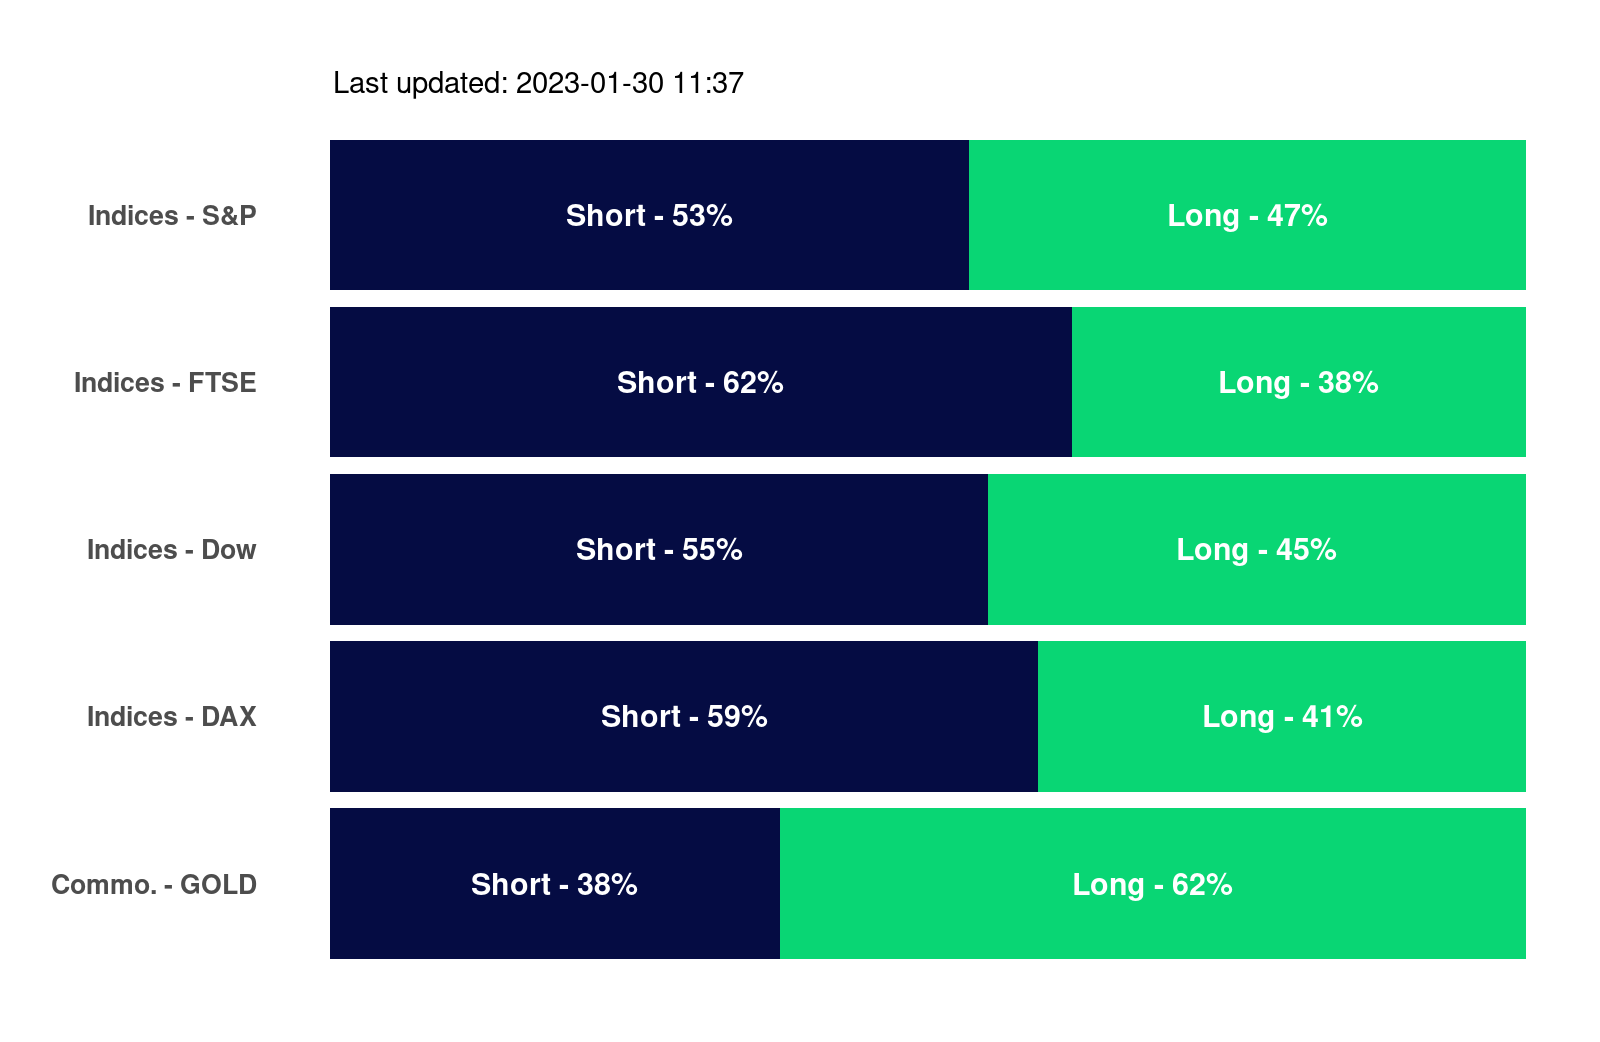 Last updated: 2023-01-30 11:37
Indices - S&P Short - 53% Long - 47%
Indices - FTSE Short - 62% Long - 38%
Indices - Dow Short - 55% Long - 45%
Indices - DAX Short - 59% Long - 41%
Commo. - GOLD Short - 38% Long - 62%